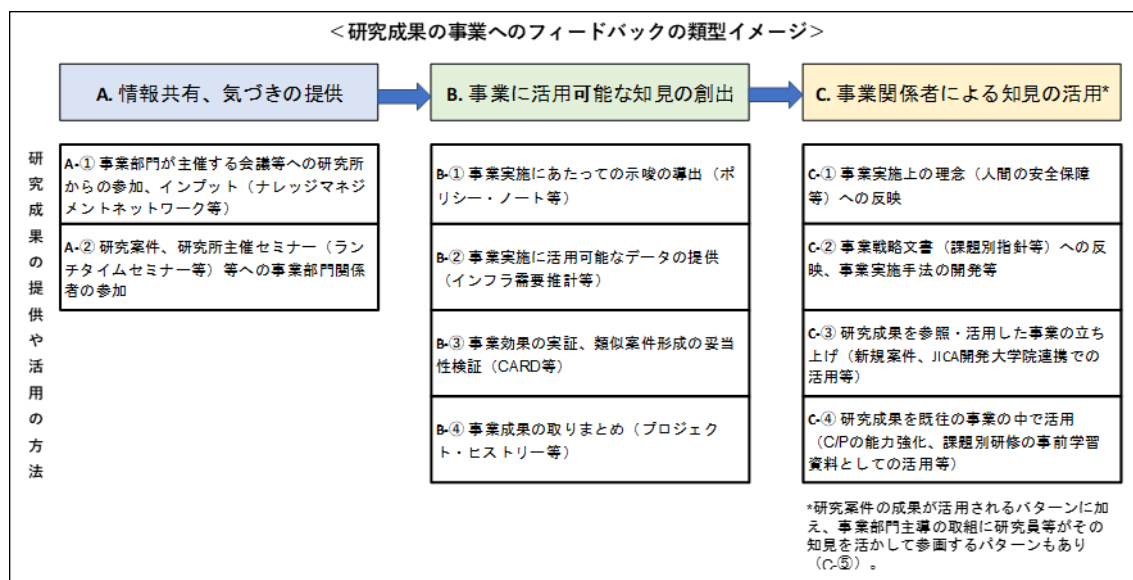 ＜研究成果の事業へのフィードバックの類型イメージ＞
A. 情報共有、気づきの提供
B. 事業に活用可能な知見の創出
C. 事業関係者による知見の活用*
研究成果の提供や活用の方法
A-① 事業部門が主催する会議等への研究所
からの参加、インプット（ナレッジマネジ
メントネットワーク等）
A-② 研究案件、研究所主催セミナー（ラン
チタイムセミナー等）等への事業部門関係
者の参加
B-① 事業実施にあたっての示唆の導出（ポ
リシー・ノート等）
B-② 事業実施に活用可能なデータの提供
（インフラ需要推計等）
B-③ 事業効果の実証、類似案件形成の妥当
性検証（CARD等）
B-④ 事業成果の取りまとめ（プロジェク
ト・ヒストリー等）
C-① 事業実施上の理念（人間の安全保障
等）への反映
C-② 事業戦略文書（課題別指針等）への反
映、事業実施手法の開発等
C-③ 研究成果を参照・活用した事業の立ち
上げ（新規案件、JICA開発大学院連携での
活用等）
C-④ 研究成果を既往の事業の中で活用
（C/Pの能力強化、課題別研修の事前学習
資料としての活用等）
*研究案件の成果が活用されるパターンに加
え、事業部門主導の取組に研究員等がその
知見を活かして参画するパターンもあり
（C-⑤）。